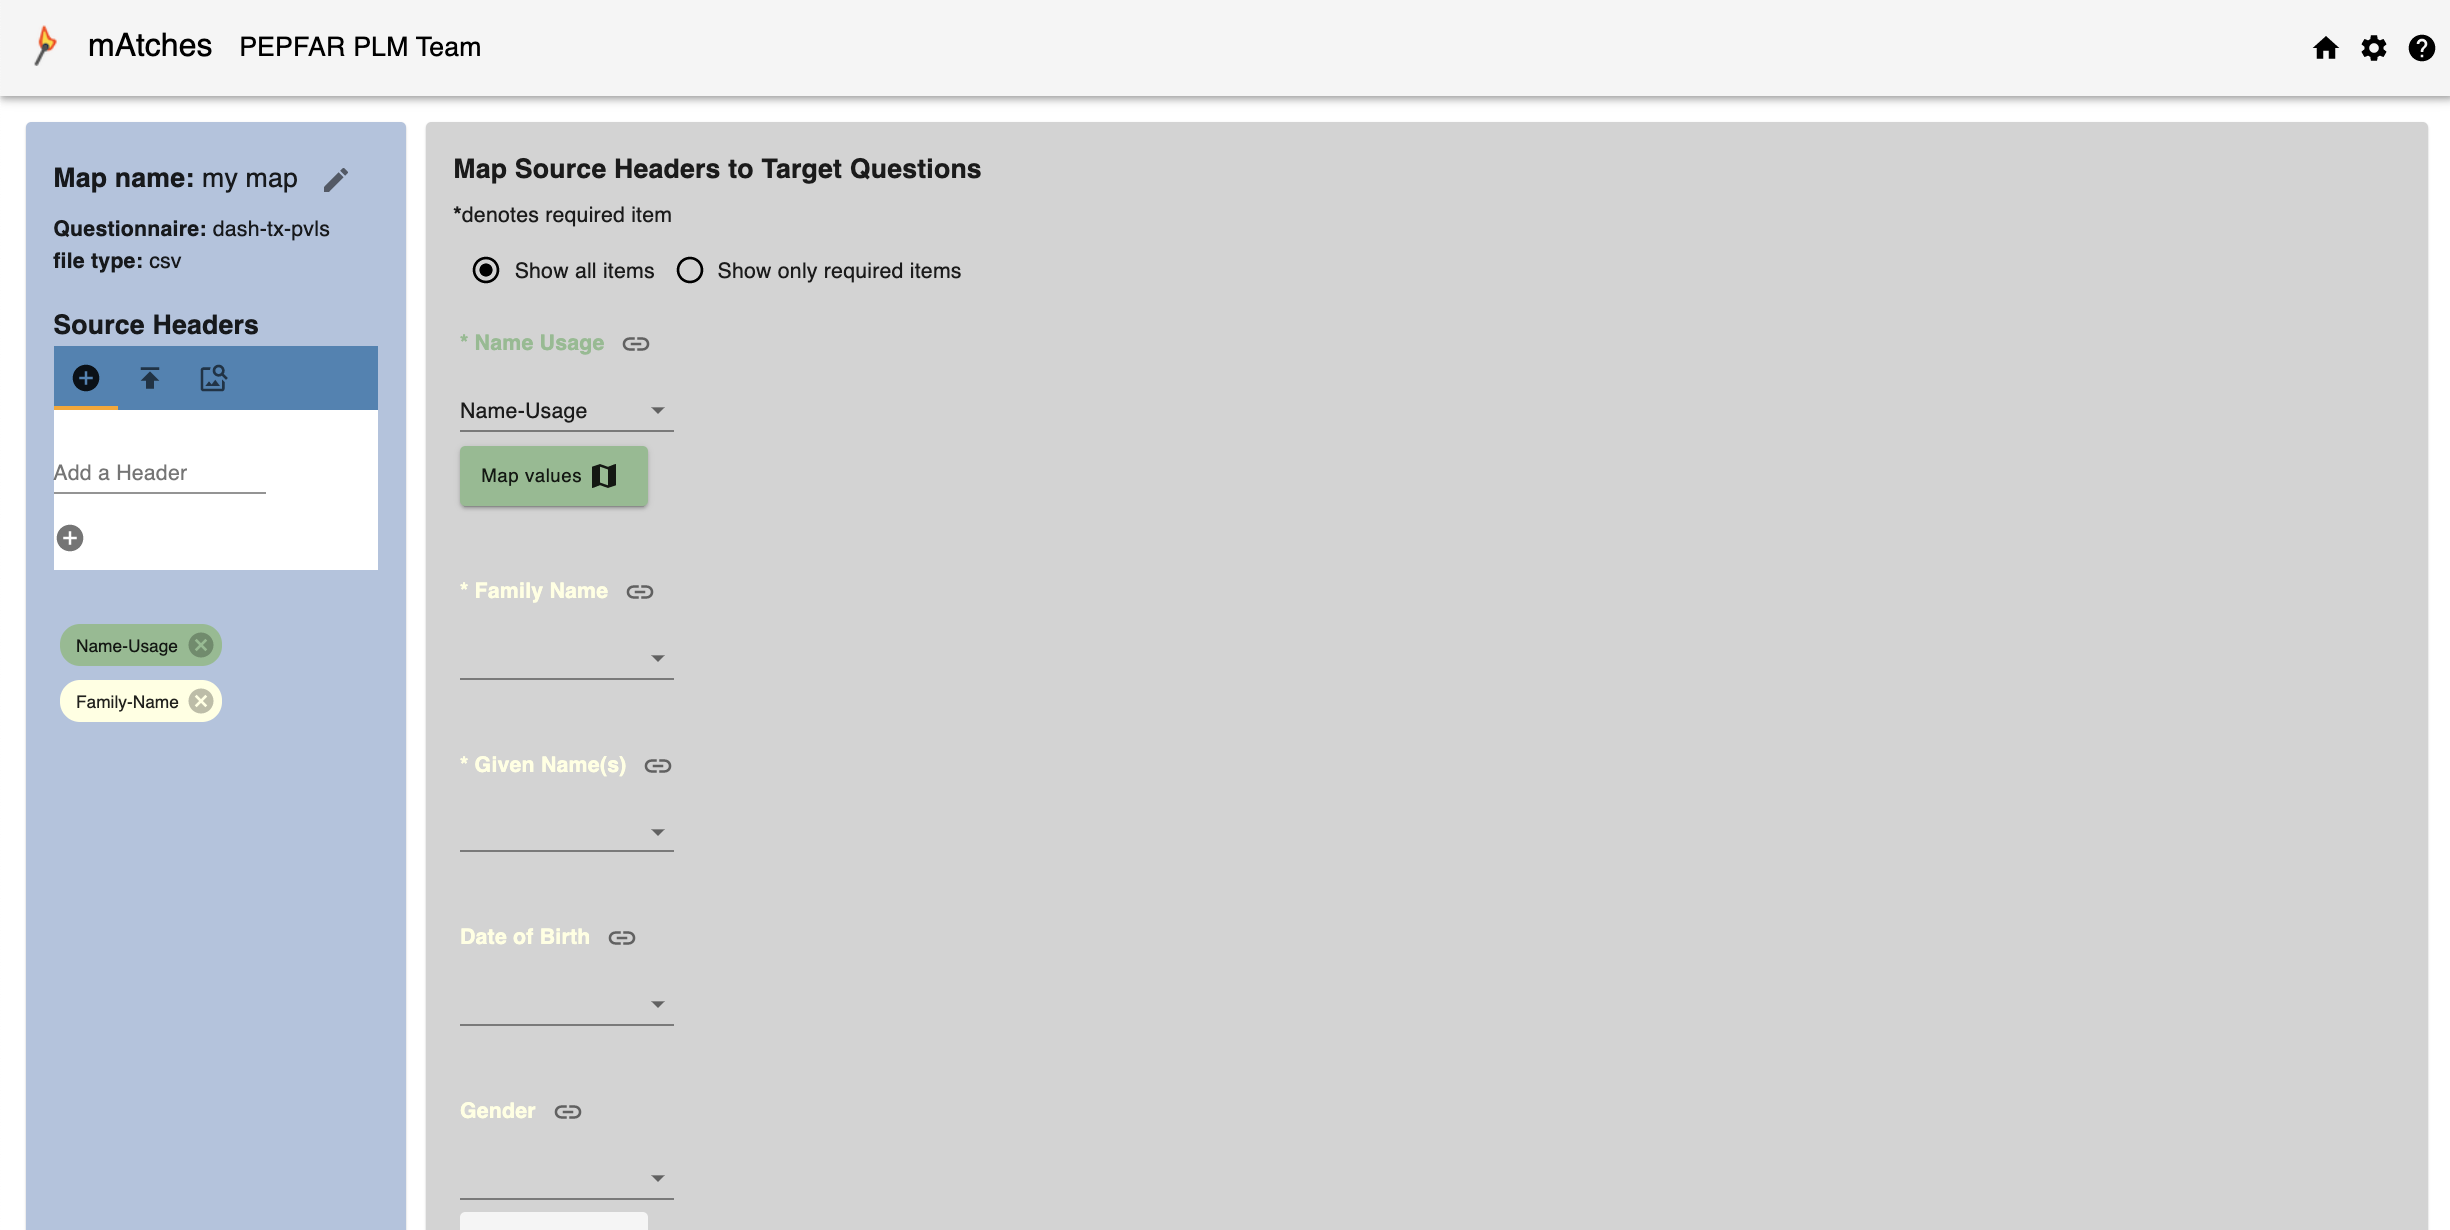 mAtches PEPFAR PLM Team
Map name: my map
Questionnaire: dash-tx-pvls
file type: csv
Source Headers
Add a Header
Name-Usage
Family-Name
Map Source Headers to Target Questions
*denotes required item
Show all items Show only required items
* Name Usage
Name-Usage
Map values
* Family Name
* Given Name(s)
Date of Birth
Gender